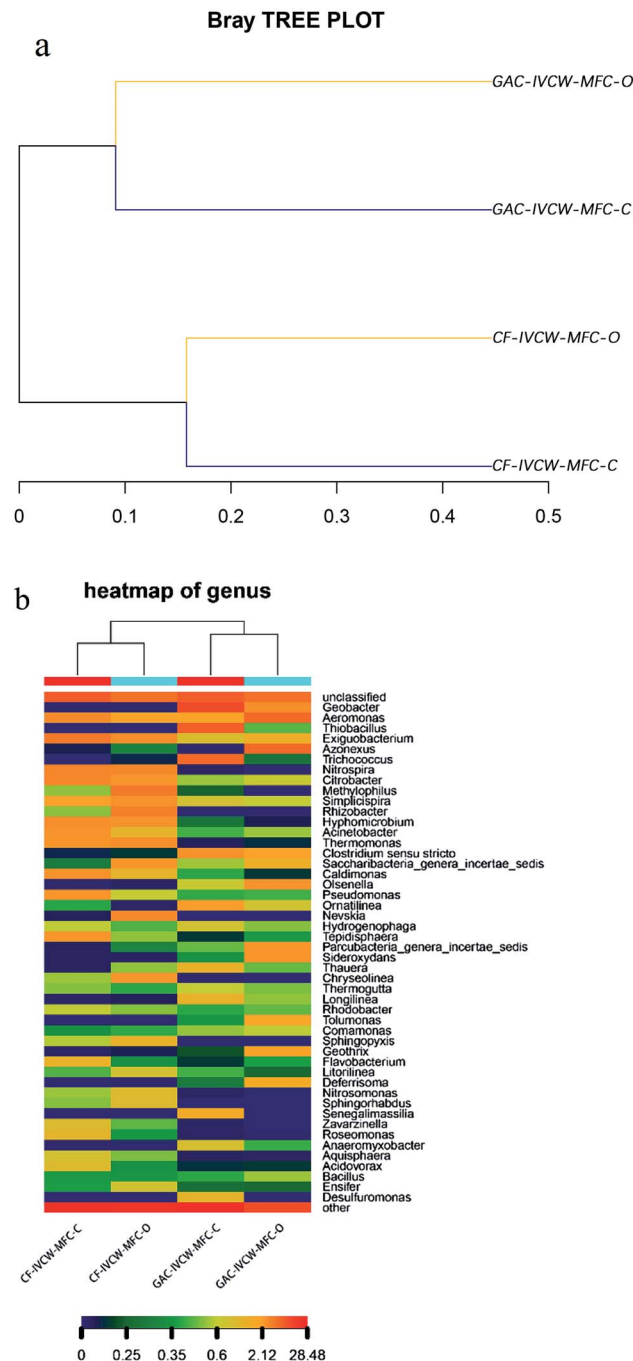 Bray TREE PLOT
a
GAC-IVCW-MFC-O
GAC-IVCW-MFC-C
CF-IVCW-MFC-O
CF-IVCW-MFC-C
0 0.1 0.2 0.3 0.4 0.5
b
heatmap of genus
unclassified
Geobacter
Aeromonas
Thiobacillus
Exiguobacterium
Azonexus
Trichococcus
Nitrospira
Citrobacter
Methylophilus
Simplicispira
Rhizobacter
Hyphomicrobium
Acinetobacter
Thermomonas
Clostridium sensu stricto
Saccharibacteria_genera_incertae_sedis
Caldimonas
Olsenella
Pseudomonas
Ornatilinea
Nevskia
Hydrogenophaga
Tepidisphaera
Parcubacteria_genera_incertae_sedis
Sideroxydans
Thauera
Chryseolinea
Thermogutta
Longilinea
Rhodobacter
Tolumonas
Comamonas
Sphingopyxis
Geothrix
Flavobacterium
Litorilinea
Deferrisoma
Nitrosomonas
Sphingorhabdus
Senegalimassilia
Zavarzinella
Roseomonas
Anaeromyxobacter
Aquisphaera
Acidovorax
Bacillus
Ensifer
Desulfuromonas
other
CF-IVCW-MFC-C
CF-IVCW-MFC-O
GAC-IVCW-MFC-C
GAC-IVCW-MFC-O
0 0.25 0.35 0.6 2.12 28.48